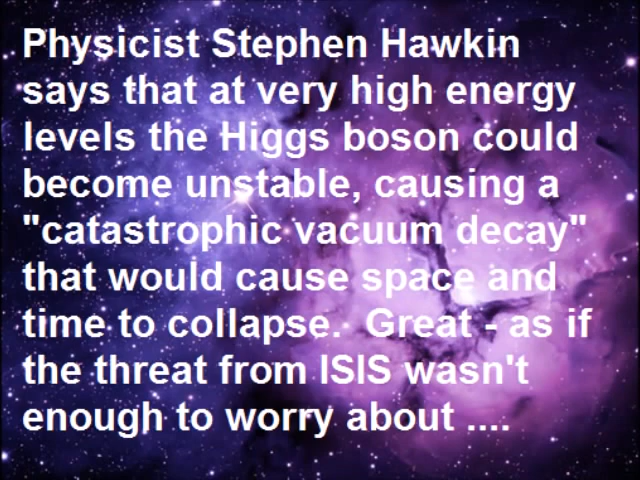 Physicist Stephen Hawkin
says that at very high energy
levels the Higgs boson could
become unstable, causing a
"catastrophic vacuum decay"
that would cause space and
time to collapse.  Great - as if
the threat from ISIS wasn't
enough to worry about ....